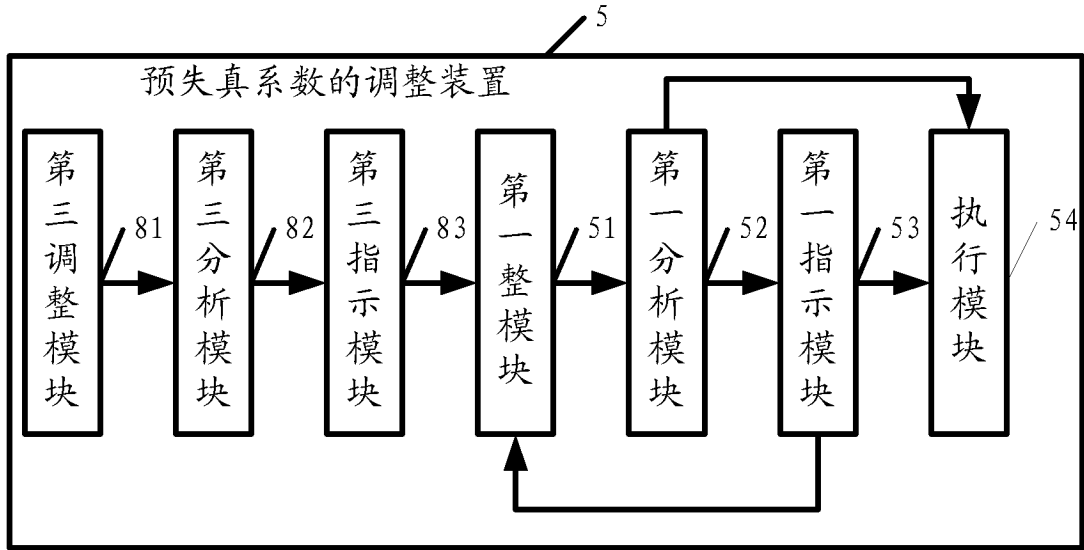 5
预失真系数的调整装置
第三调整模块
81
第三分析模块
82
第三指示模块
83
第一整模块
51
第一分析模块
52
第一指示模块
53
执行模块
54